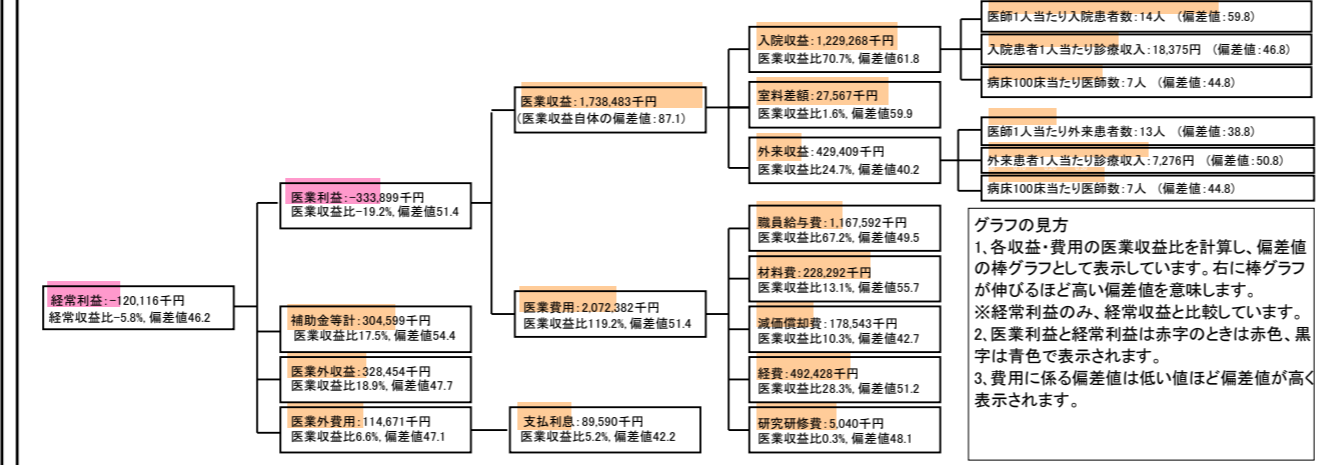 経常利益:-120,116千円
経常収支比-5.8%, 偏差値46.2
医業利益:-333,899千円
医業収益比-19.2%, 偏差値51.4
補助金等計:304,599千円
医業収益比17.5%, 偏差値54.4
医業外収益:328,454千円
医業収益比18.9%, 偏差値47.7
医業外費用:114,671千円
医業収益比6.6%, 偏差値47.1
支払利息:89,590千円
医業収益比5.2%, 偏差値42.2
医業収益:1,738,483千円
(医業収益自体の偏差値:87.1)
医業費用:2,072,382千円
医業収益比119.2%, 偏差値51.4
入院収益:1,229,268千円
医業収益比70.7%, 偏差値61.8
室料差額:27,567千円
医業収益比1.6%, 偏差値59.9
外来収益:429,409千円
医業収益比24.7%, 偏差値40.2
職員給与費:1,167,592千円
医業収益比67.2%, 偏差値49.5
材料費:228,292千円
医業収益比13.1%, 偏差値55.7
減価償却費:178,543千円
医業収益比10.3%, 偏差値42.7
経費:492,428千円
医業収益比28.3%, 偏差値51.2
研究研修費:5,040千円
医業収益比0.3%, 偏差値48.1
医師1人当たり入院患者数:14人 (偏差値:59.8)
入院患者1人当たり診療収入:18,375円 (偏差値:46.8)
病床100床当たり医師数:7人 (偏差値:44.8)
医師1人当たり外来患者数:13人 (偏差値:38.8)
外来患者1人当たり診療収入:7,276円 (偏差値:50.8)
病床100床当たり医師数:7人 (偏差値:44.8)
グラフの見方
1、各収益・費用の医業収益比を計算し、偏差値
の棒グラフとして表示しています。右に棒グラフ
が伸びるほど高い偏差値を意味します。
※経常利益のみ、経常収益と比較しています。
2、医業利益と経常利益は赤字のときは赤色、黒
字は青色で表示されます。
3、費用に係る偏差値は低い値ほど偏差値が高く
表示されます。